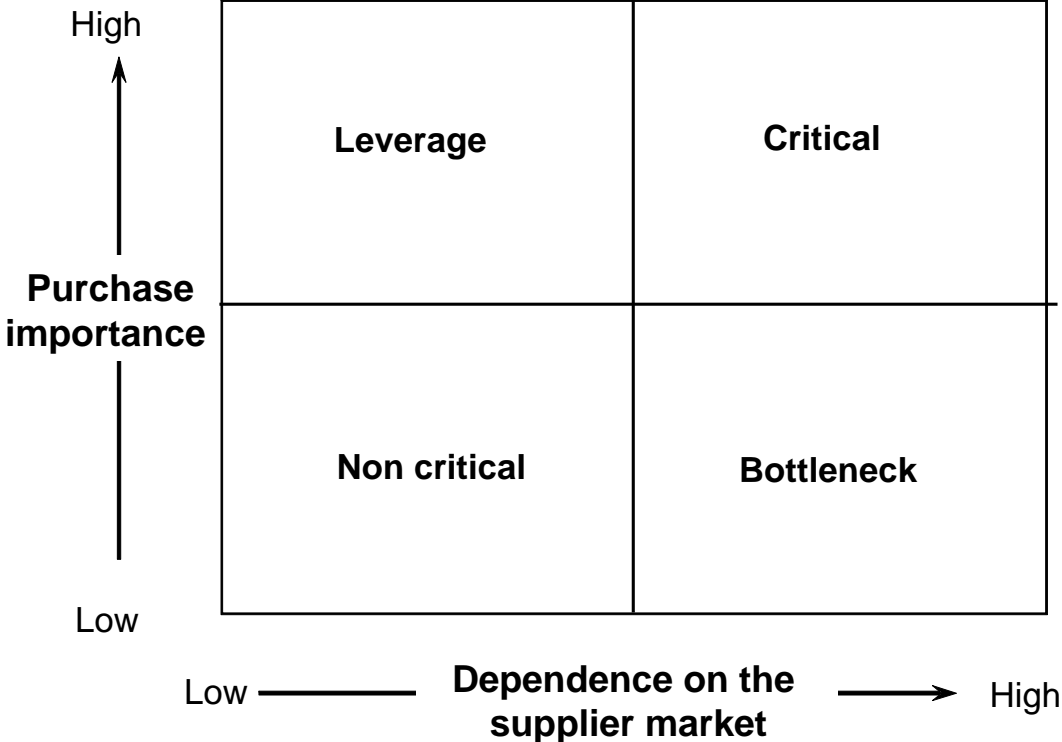 High
Leverage
Critical
Purchase
importance
Non critical
Bottleneck
Low
Low
Dependence on the
supplier market
High